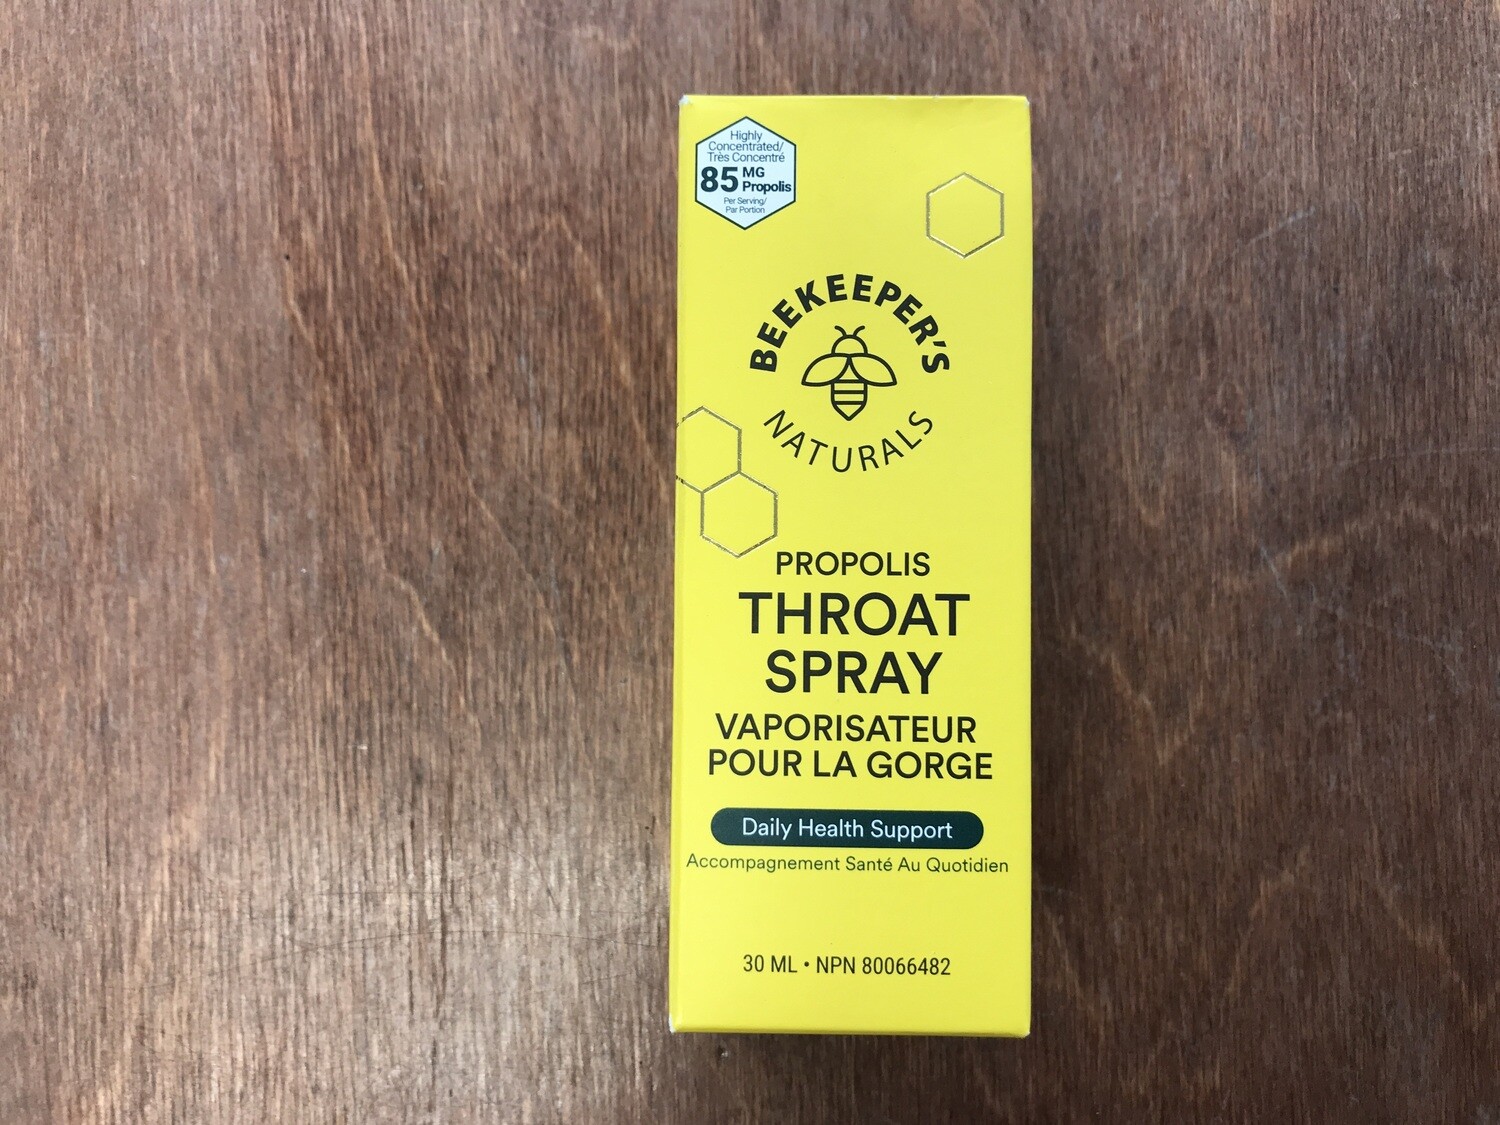 Highly
Concentrated/
Très Concentré
85 MG
Propolis
Per Serving/
Par Portion
BEEKEEPER'S
NATURALS
PROPOLIS
THROAT
SPRAY
VAPORISATEUR
POUR LA GORGE
Daily Health Support
Accompagnement Santé Au Quotidien
30 ML • NPN 80066482